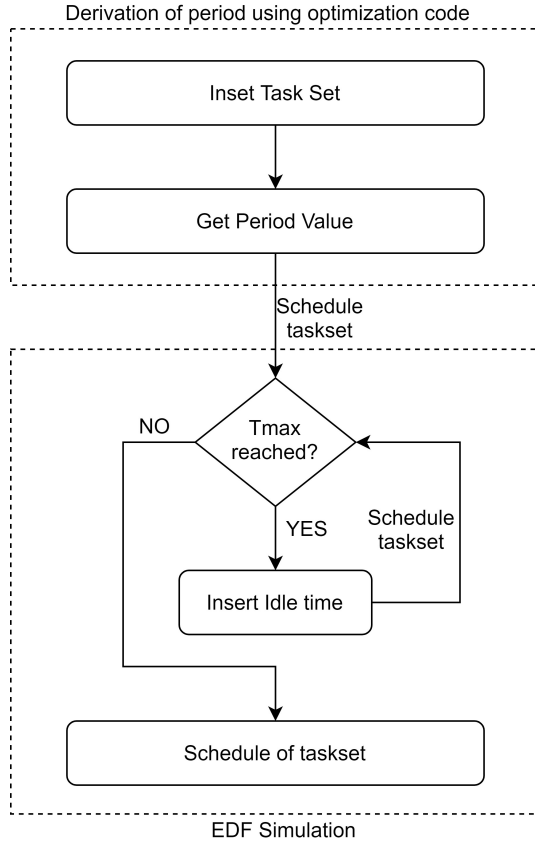 Derivation of period using optimization code
Inset Task Set
Get Period Value
Schedule
taskset
Tmax
reached?
NO
YES
Schedule
taskset
Insert Idle time
Schedule of taskset
EDF Simulation